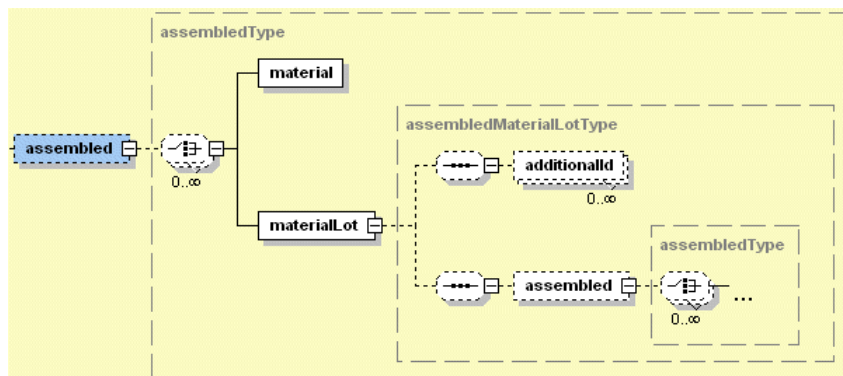 assembledType
material
assembledMaterialLotType
assembled
additionalId
0..∞
0..∞
materialLot
assembledType
assembled
...
0..∞